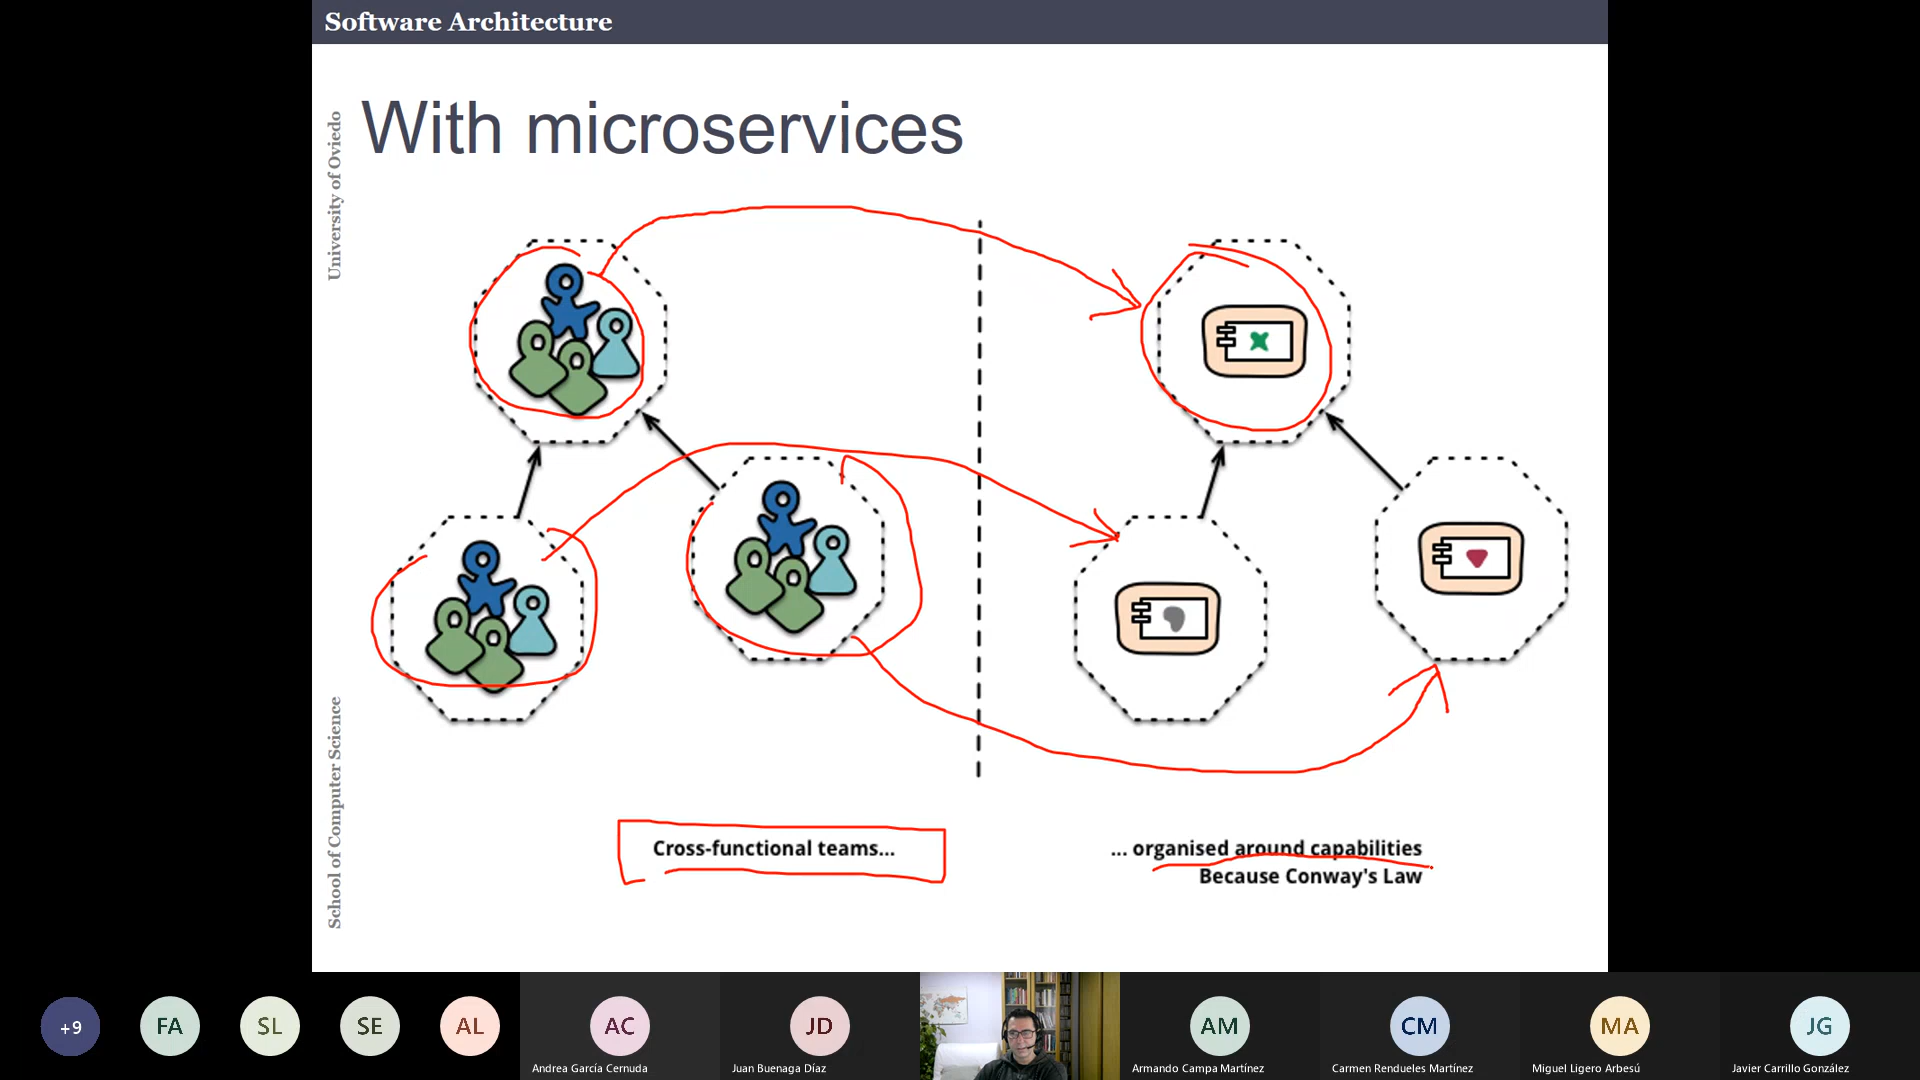 Software Architecture
University of Oviedo
School of Computer Science
With microservices
Cross-functional teams...
... organised around capabilities
Because Conway's Law
+9
FA
SL
SE
AL
AC
Andrea García Cernuda
JD
Juan Buenaga Díaz
AM
Armando Campa Martínez
CM
Carmen Rendueles Martínez
MA
Miguel Ligero Arbesú
JG
Javier Carrillo González